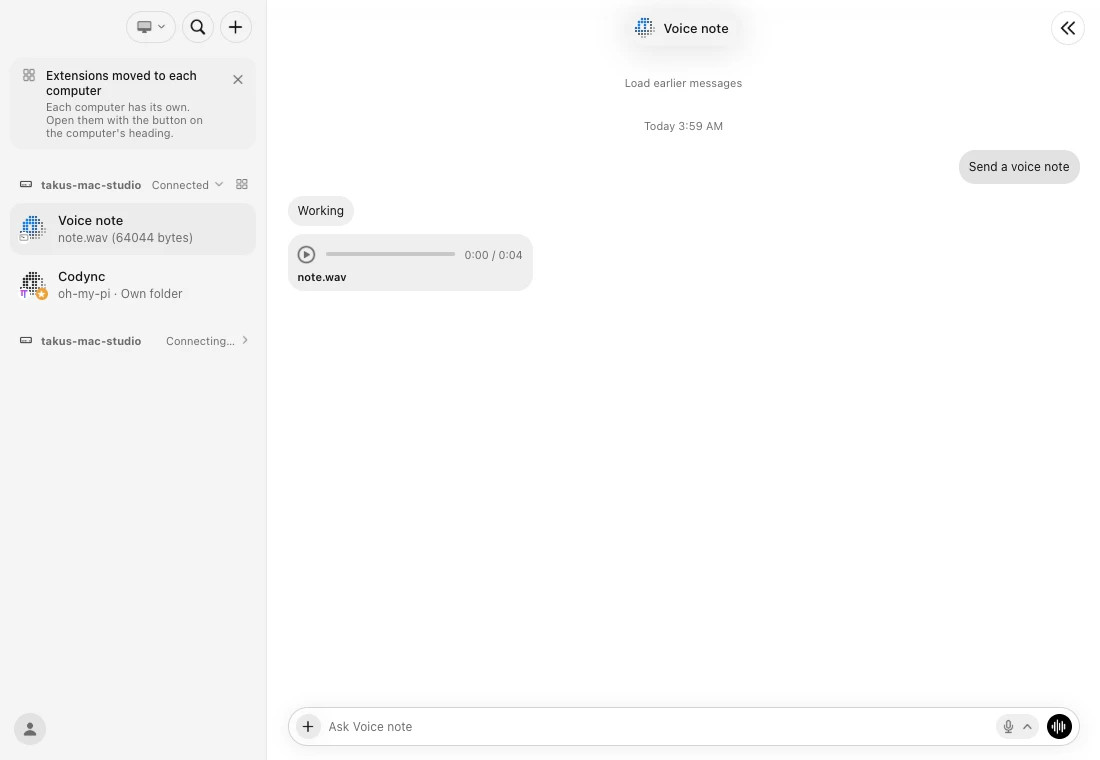 Extensions moved to each
computer
Each computer has its own.
Open them with the button on
the computer's heading.
takus-mac-studio Connected
Voice note
note.wav (64044 bytes)
Codync
oh-my-pi · Own folder
takus-mac-studio Connecting...
Voice note
Load earlier messages
Today 3:59 AM
Send a voice note
Working
0:00 / 0:04
note.wav
Ask Voice note